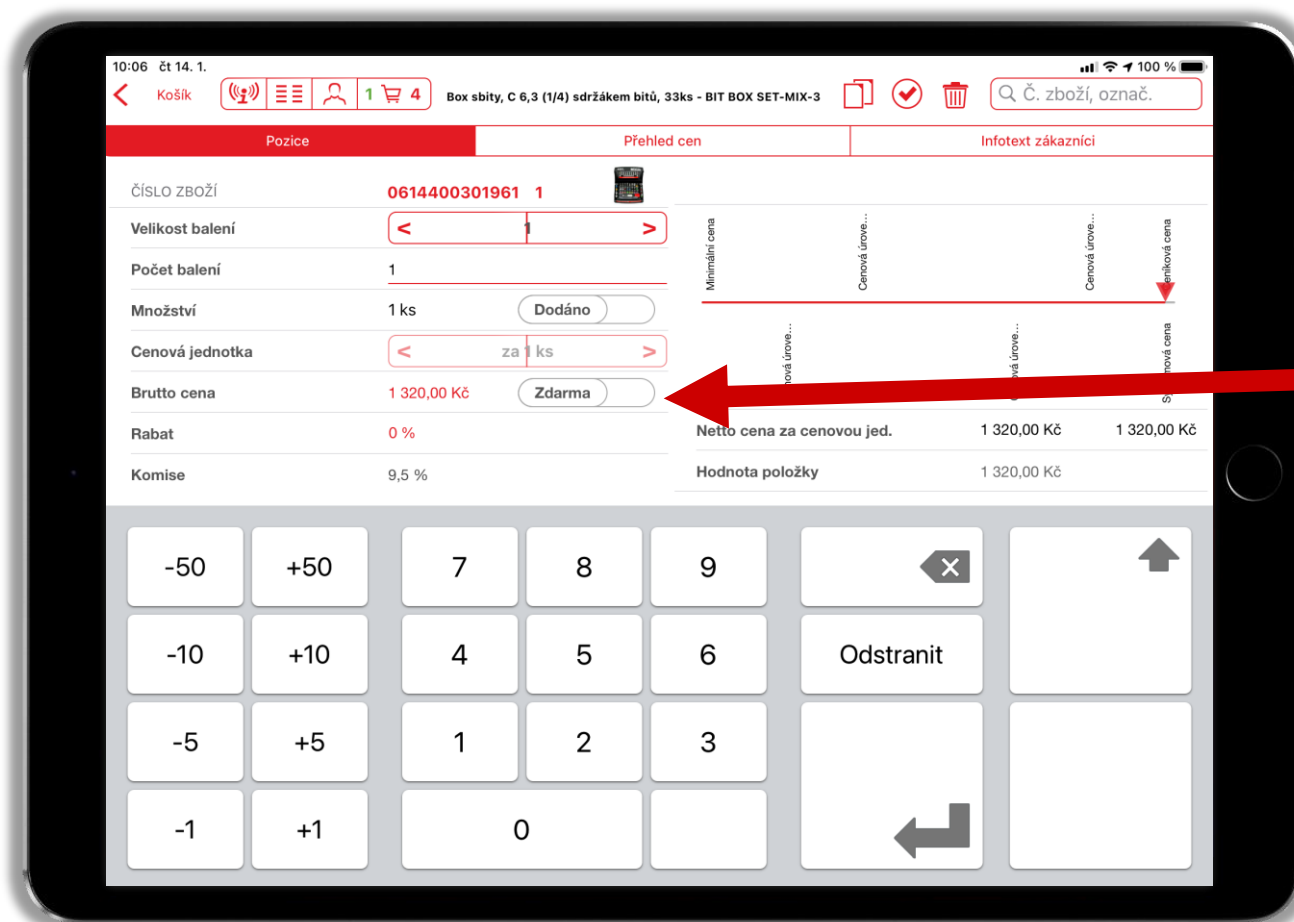 10:06 čt 14. 1.
100 %
Košík
1
4
Box sbity, C 6,3 (1/4) sdržákem bitů, 33ks - BIT BOX SET-MIX-3
Č. zboží, označ.
Pozice
Přehled cen
Infotext zákazníci
ČÍSLO ZBOŽÍ
0614400301961 1
Velikost balení
< 1 >
Počet balení
1
Množství
1 ks
Dodáno
Cenová jednotka
< za 1 ks >
Brutto cena
1 320,00 Kč
Zdarma
Rabat
0 %
Komise
9,5 %
Minimální cena
Cenová úrove...
Cenová úrove...
cena
cena
Netto cena za cenovou jed.
1 320,00 Kč
1 320,00 Kč
Hodnota položky
1 320,00 Kč
-50 +50 7 8 9
-10 +10 4 5 6 Odstranit
-5 +5 1 2 3
-1 +1 0